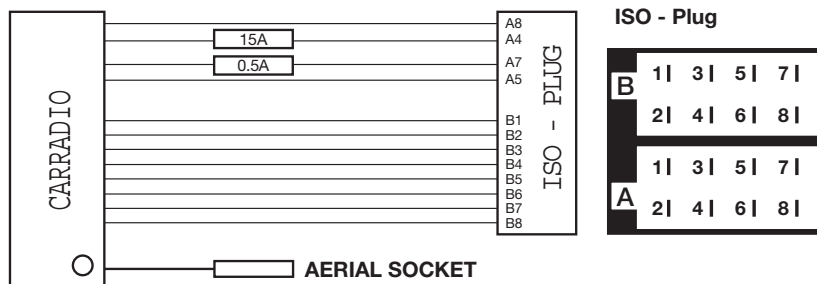 ISO - Plug
A8
15A
A4
0.5A
A7
A5
B1
B2
B3
B4
B5
B6
B7
B8
CARRADIO
ISO - PLUG
AERIAL SOCKET
B
1 3 5 7
2 4 6 8
A
1 3 5 7
2 4 6 8